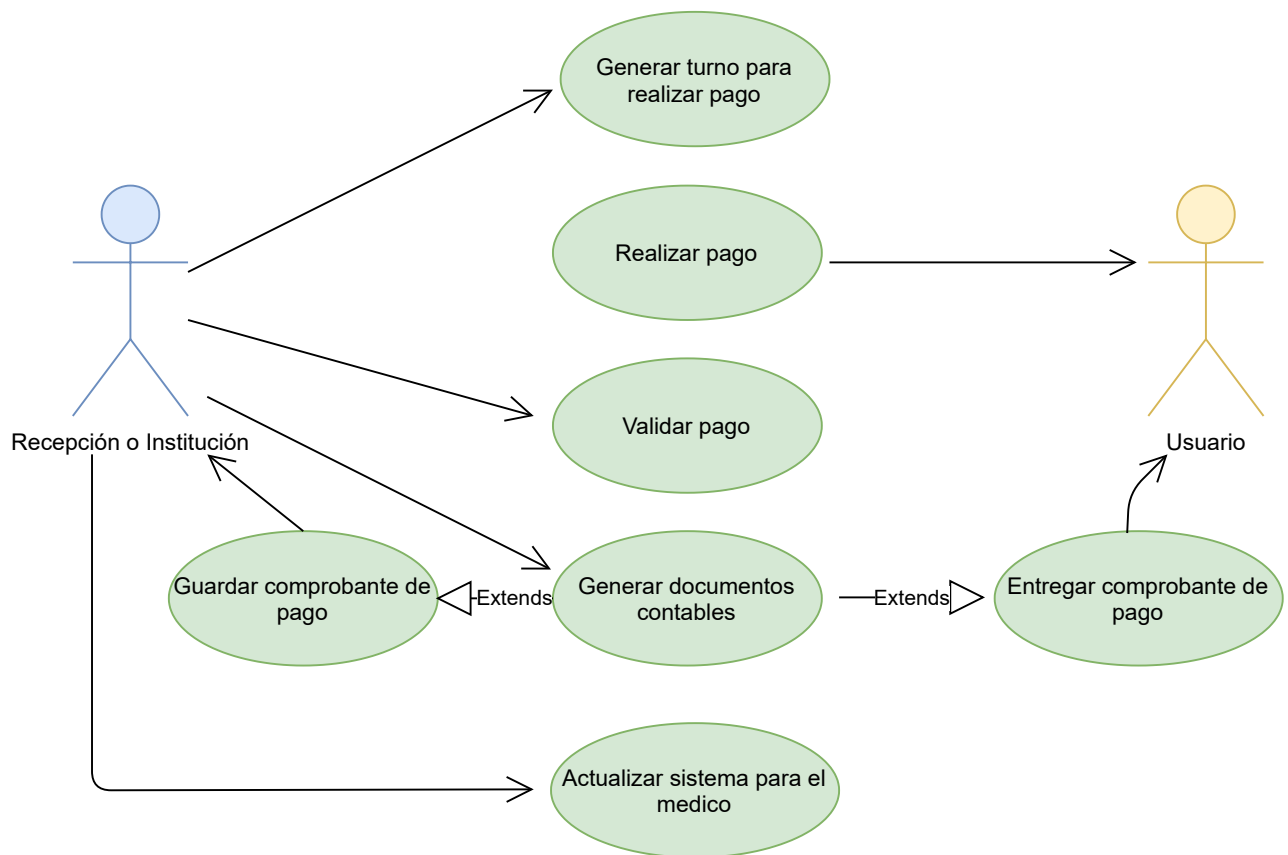 Generar turno para
realizar pago
Realizar pago
Validar pago
Recepción o Institución
Usuario
Guardar comprobante de
pago
Extends
Generar documentos
contables
Extends
Entregar comprobante de
pago
Actualizar sistema para el
medico